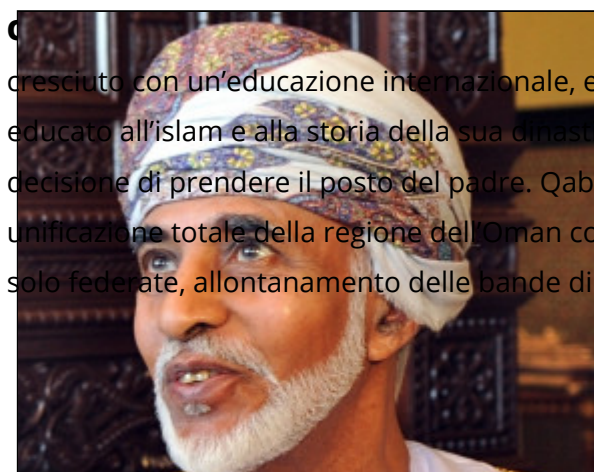 cresciuto con un’educazione internazionale, e
educato all’islam e alla storia della sua dinast
decisione di prendere il posto del padre. Qab
unificazione totale della regione dell’Oman co
solo federate, allontanamento delle bande di